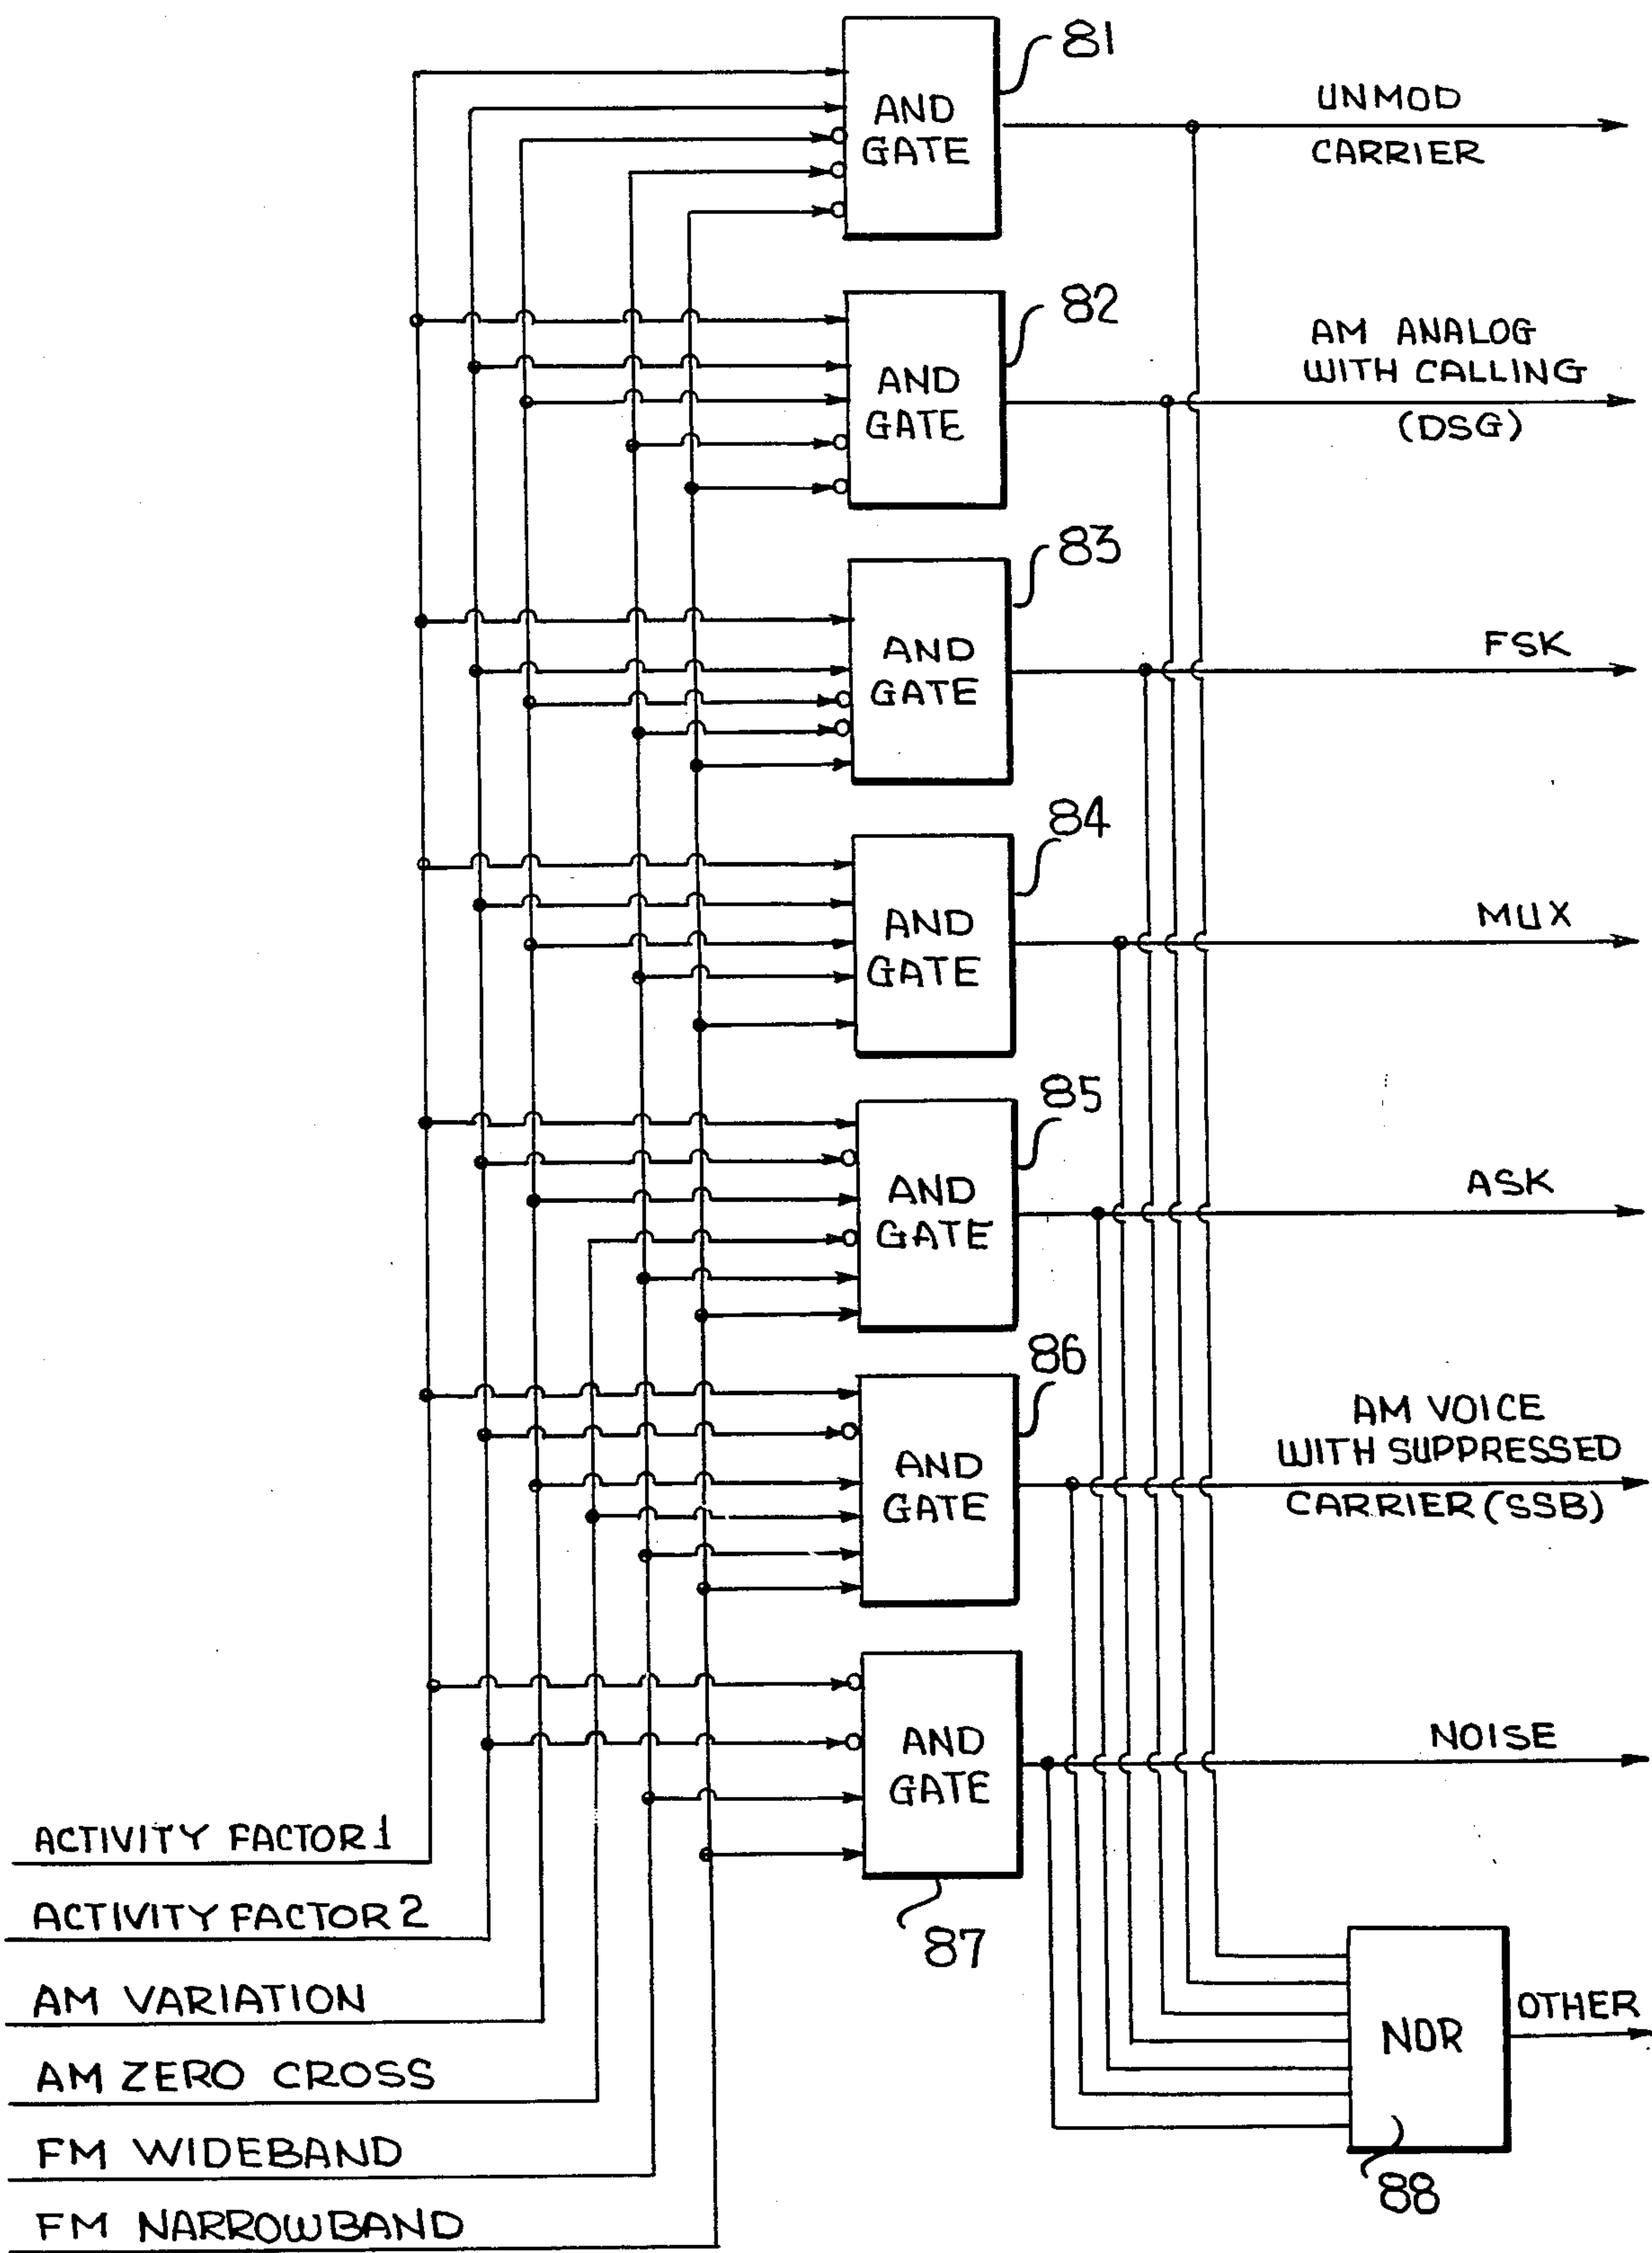 81
AND
GATE
UNMOD
CARRIER
82
AND
GATE
AM ANALOG
WITH CALLING
(DSG)
83
AND
GATE
FSK
84
AND
GATE
MUX
85
AND
GATE
ASK
86
AND
GATE
AM VOICE
WITH SUPPRESSED
CARRIER (SSB)
AND
GATE
87
NOISE
ACTIVITY FACTOR 1
ACTIVITY FACTOR 2
AM VARIATION
AM ZERO CROSS
FM WIDEBAND
FM NARROWBAND
NOR
88
OTHER